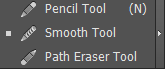 Pencil Tool (N)
Smooth Tool
Path Eraser Tool